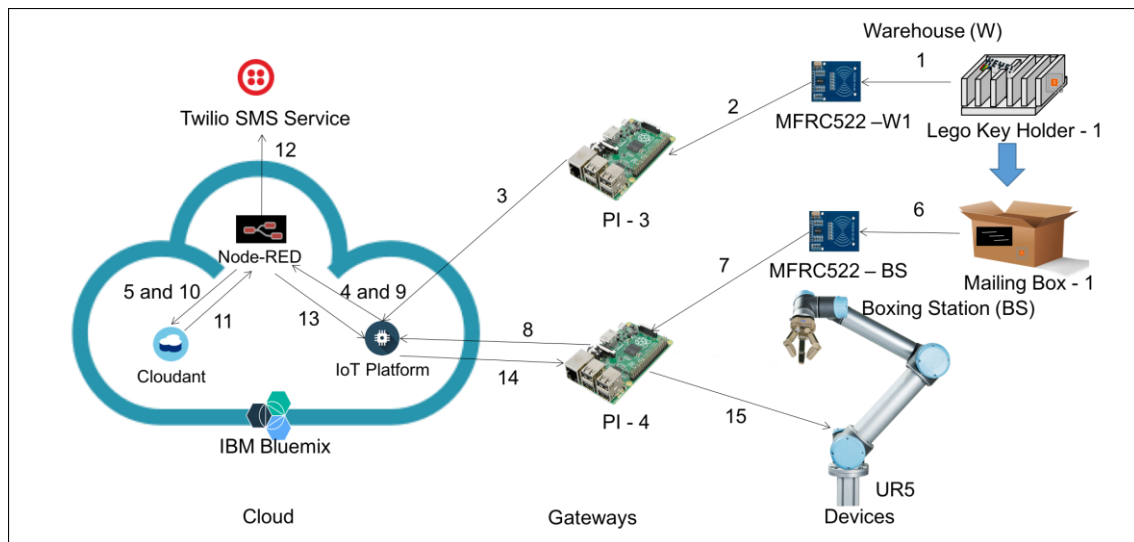 Warehouse (W)
1
MFRC522 –W1
Lego Key Holder - 1
2
Twilio SMS Service
12
3
PI - 3
6
MFRC522 – BS
Mailing Box - 1
Boxing Station (BS)
7
Node-RED
5 and 10
4 and 9
11
13
8
Cloudant
IoT Platform
14
PI - 4
15
IBM Bluemix
UR5
Cloud
Gateways
Devices